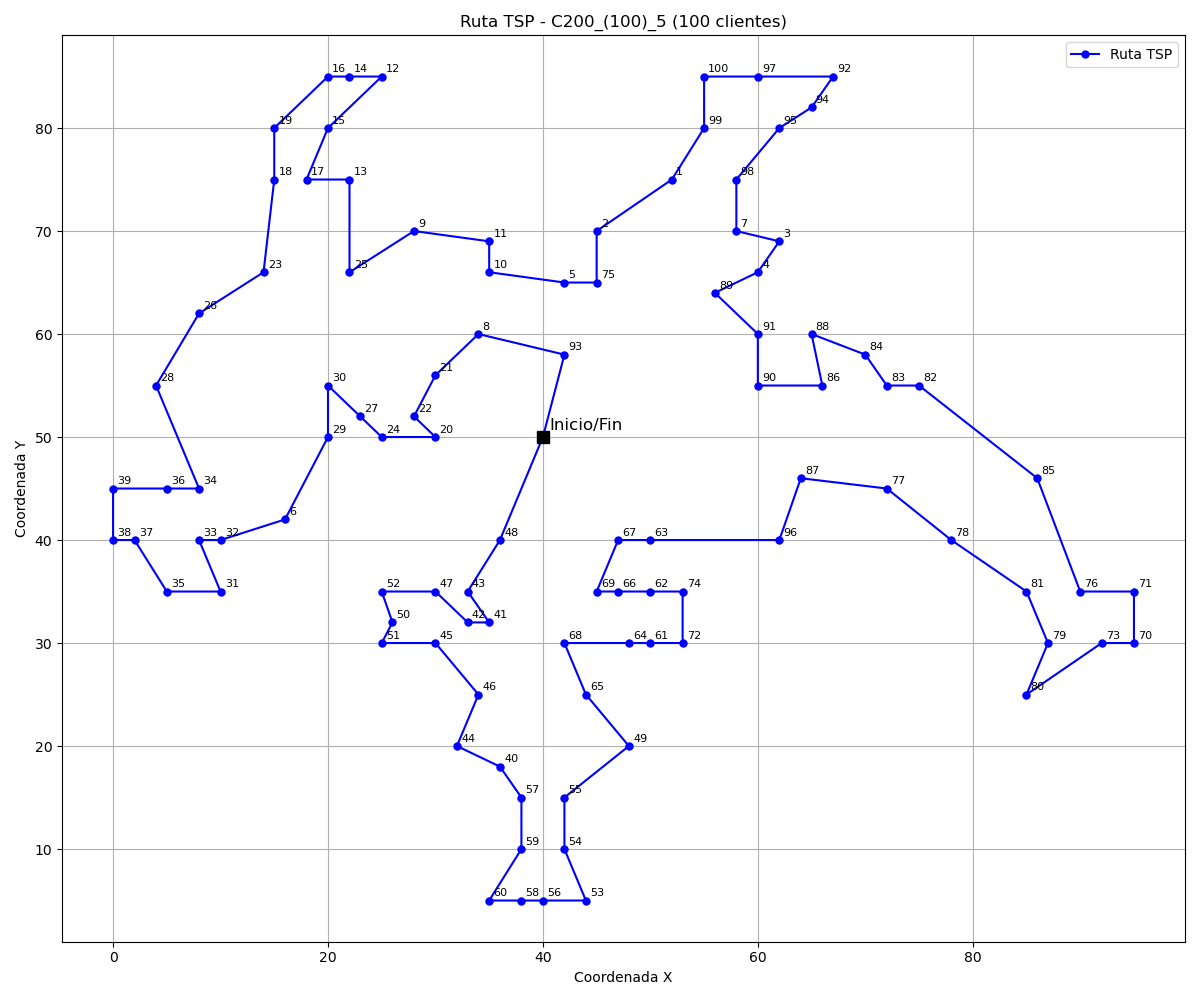 Ruta TSP - C200_(100)_5 (100 clientes)
Ruta TSP
16 14 12 100 97 92
94
19 15 95 99
18 17 13 1 98
9 2 7
11 3
23 25 10 4
5 75
89
26
8 91 88
93 84
21
28 30 90 86 83 82
27 22
Inicio/Fin
29 24 20
87 85
39 36 34 77
6
38 37 33 32 48 67 63 96 78
35 31 52 47 43 69 66 62 74 81 76 71
50 42 41
51 45 68 64 61 72 79 73 70
46 65 80
44 49
40
57 55
59 54
60 58 56 53
80
70
60
50
40
30
20
10
0 20 40 60 80
Coordenada X
Coordenada Y